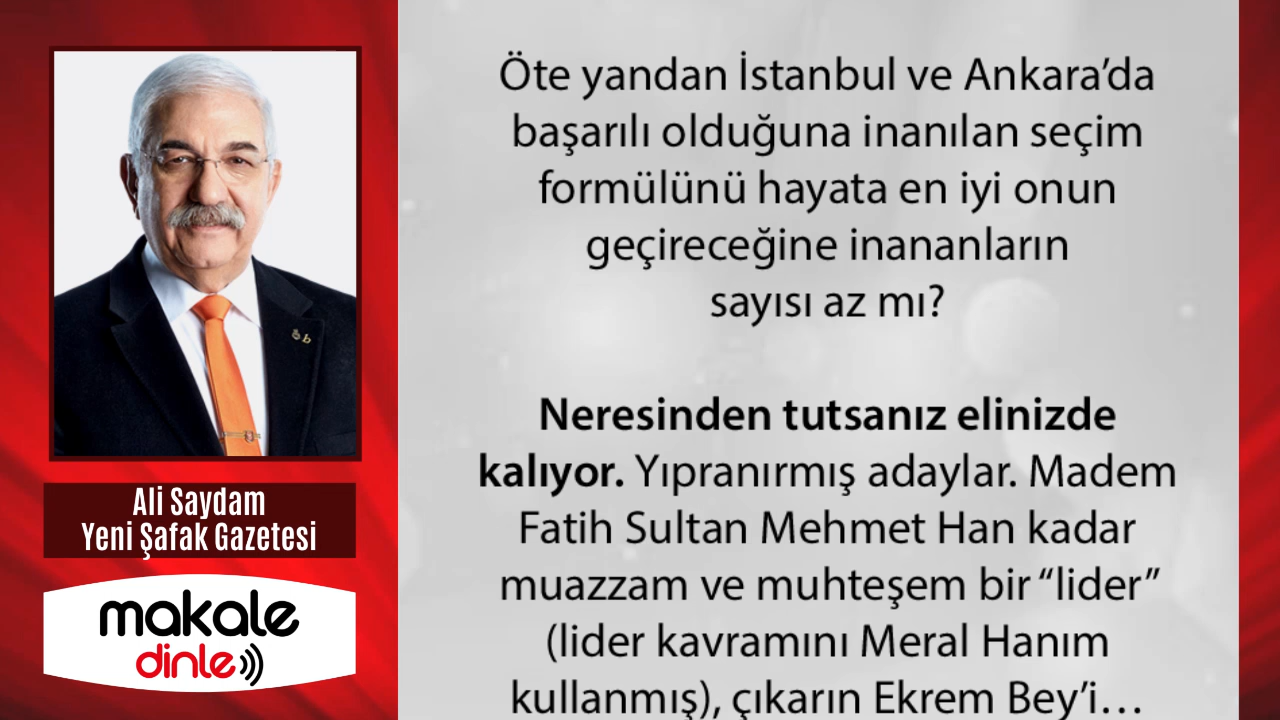 Öte yandan İstanbul ve Ankara’da
başarılı olduğuna inanılan seçim
formülünü hayata en iyi onun
geçireceğine inananların
sayısı az mı?
Neresinden tutsanız elinizde
kalıyor. Yıpranırmış adaylar. Madem
Fatih Sultan Mehmet Han kadar
muazzam ve muhteşem bir “lider”
(lider kavramını Meral Hanım
kullanmış), çıkarın Ekrem Bey’i…
Ali Saydam
Yeni Şafak Gazetesi
makale
dinle